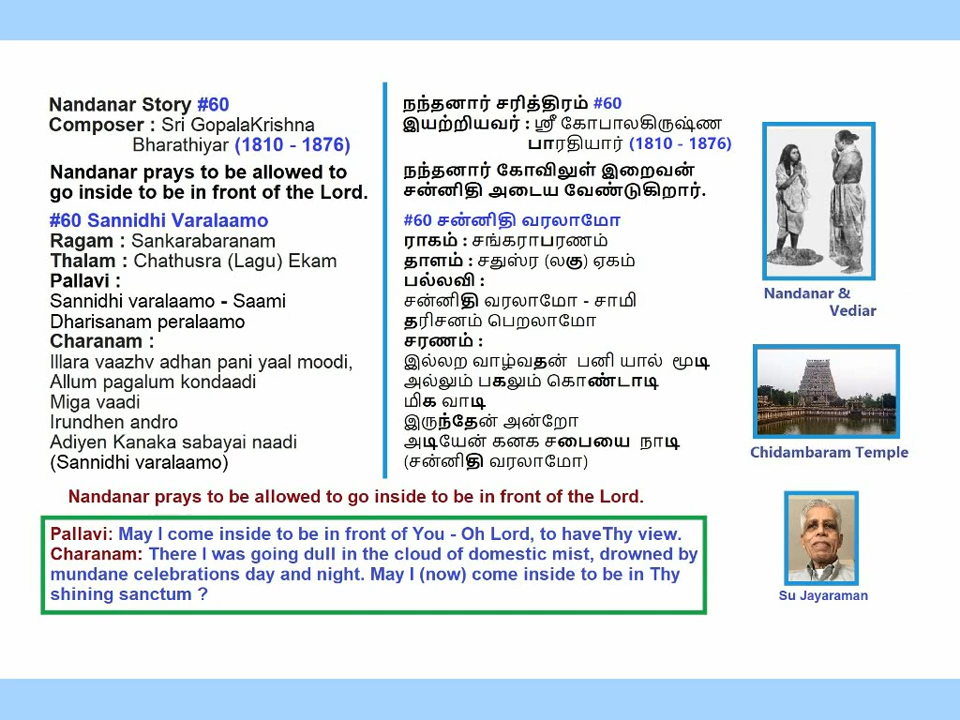 Nandanar Story #60
Composer : Sri GopalaKrishna
Bharathiyar (1810 - 1876)
Nandanar prays to be allowed to
go inside to be in front of the Lord.
#60 Sannidhi Varalaamo
Ragam : Sankarabaranam
Thalam : Chathusra (Lagu) Ekam
Pallavi :
Sannidhi varalaamo - Saami
Dharisanam peralaamo
Charanam :
Illara vaazhv adhan pani yaal moodi,
Allum pagalum kondaadi
Miga vaadi
Irundhen andro
Adiyen Kanaka sabayai naadi
(Sannidhi varalaamo)
நந்தனார் சரித்திரம் #60
இயற்றியவர் : ஸ்ரீ கோபாலகிருஷ்ண
பாரதியார் (1810 - 1876)
நந்தனார் கோவிலுள் இறைவன்
சன்னிதி அடைய வேண்டுகிறார்.
#60 சன்னிதி வரலாமோ
ராகம் : சங்கராபரணம்
தாளம் : சதுஸ்ர (லகு) ஏகம்
பல்லவி :
சன்னிதி வரலாமோ - சாமி
தரிசனம் பெறலாமோ
சரணம் :
இல்லற வாழ்வதன் பனி யால் மூடி
அல்லும் பகலும் கொண்டாடி
மிக வாடி
இருந்தேன் அன்றோ
அடியேன் கனக சபையை நாடி
(சன்னிதி வரலாமோ)
Nandanar &
Vediar
Chidambaram Temple
Su Jayaraman
Nandanar prays to be allowed to go inside to be in front of the Lord.
Pallavi: May I come inside to be in front of You - Oh Lord, to haveThy view.
Charanam: There I was going dull in the cloud of domestic mist, drowned by
mundane celebrations day and night. May I (now) come inside to be in Thy
shining sanctum ?